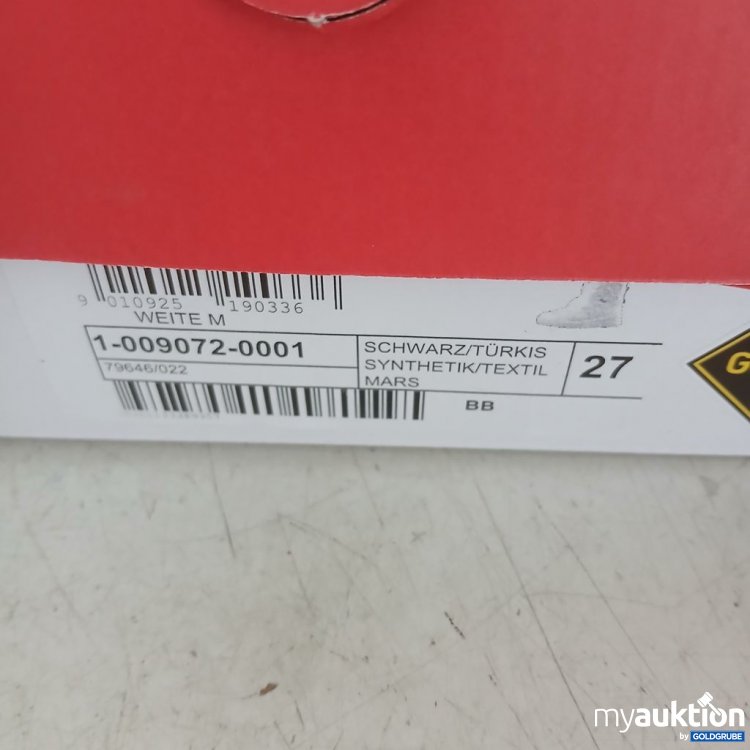 9 010925 190336
WEITE M
1-009072-0001
79646/022
SCHWARZ/TÜRKIS
SYNTHETIK/TEXTIL
MARS
27
BB
G
myauktion
by GOLDGRUBE